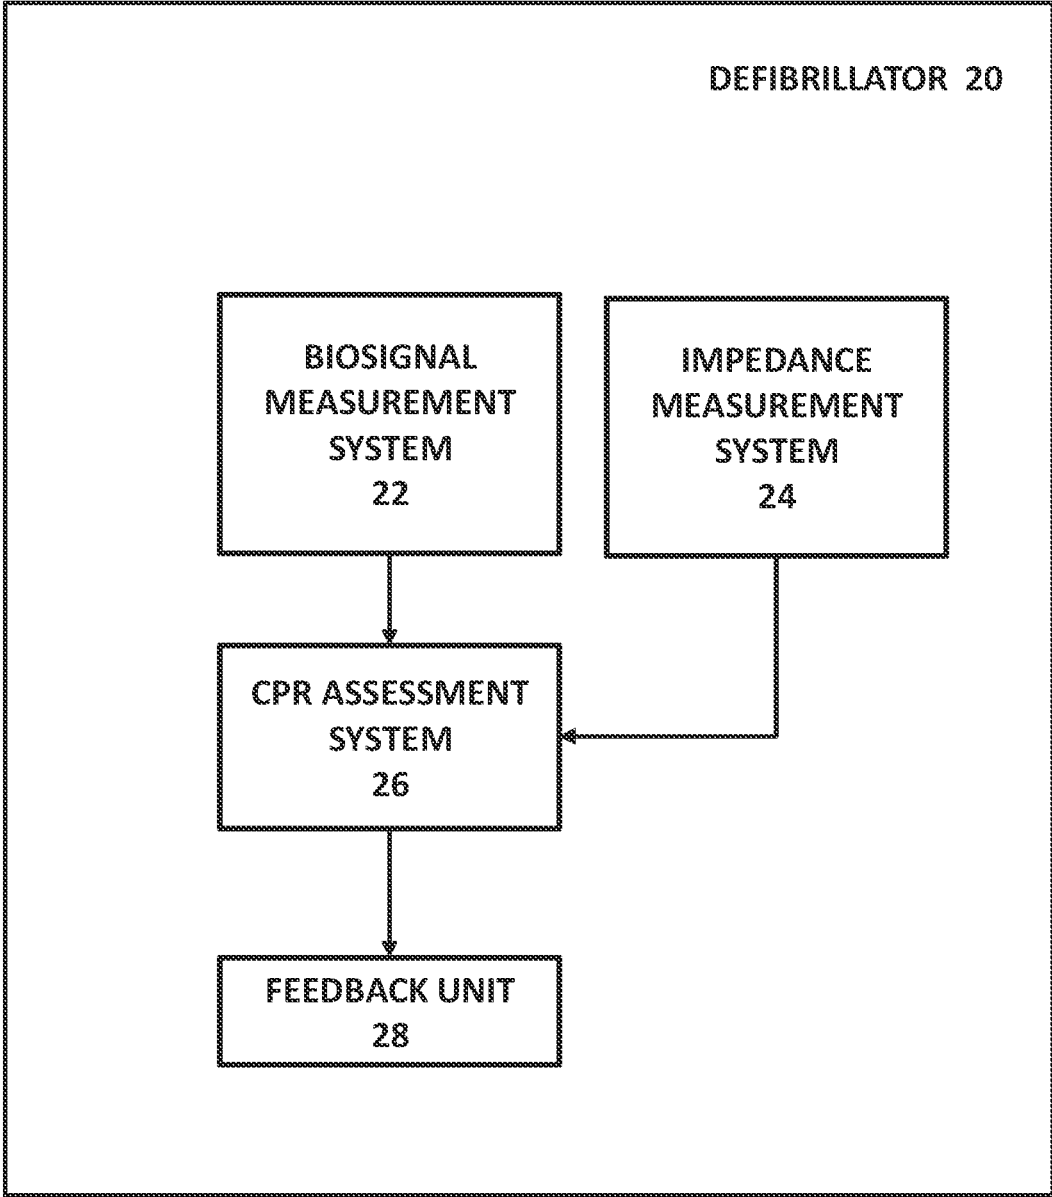 DEFIBRILLATOR 20
BIOSIGNAL
MEASUREMENT
SYSTEM
22
IMPEDANCE
MEASUREMENT
SYSTEM
24
CPR ASSESSMENT
SYSTEM
26
FEEDBACK UNIT
28